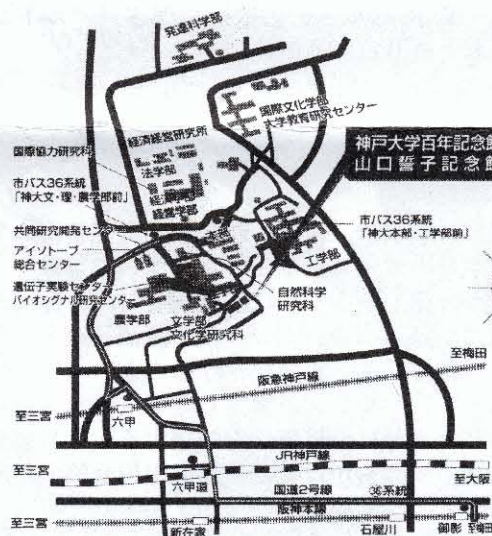 発達科学部
国際文化学部
大学教育研究センター
経済経営研究所
神戸大学百年記念館
山口誓子記念館
国際協力研究科
法学部
市バス36系統
「神大文・理・農学部前」
経済学部
経営学部
市バス36系統
「神大本部・工学部前」
共同研究開発センター
本部
アイソトープ
総合センター
工学部
遺伝子実験センター
バイオシグナル研究センター
自然科学
研究科
農学部
文学部
文化学研究科
至梅田
阪急神戸線
至三宮
六甲
JR神戸線
至三宮
至大阪
六甲道
国道2号線
㊱系統
阪神本線
至三宮
新在家
石屋川
御影
至梅田